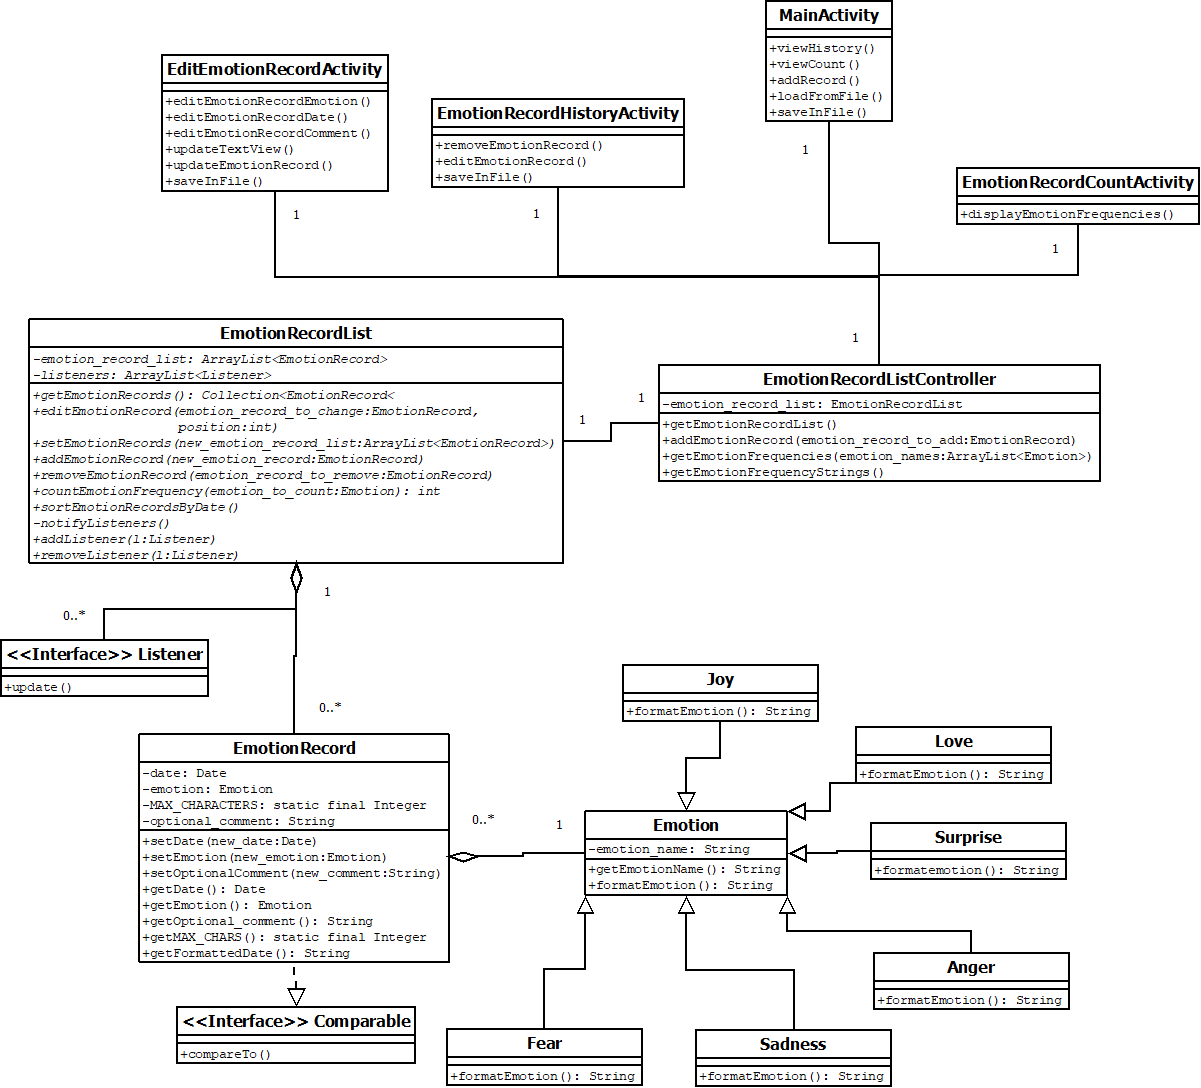 MainActivity
+viewHistory()
+viewCount()
+addRecord()
+loadFromFile()
+saveInFile()
1
EditEmotionRecordActivity
+editEmotionRecordEmotion()
+editEmotionRecordDate()
+editEmotionRecordComment()
+updateTextView()
+updateEmotionRecord()
+saveInFile()
1
EmotionRecordHistoryActivity
+removeEmotionRecord()
+editEmotionRecord()
+saveInFile()
1
EmotionRecordCountActivity
+displayEmotionFrequencies()
1
1
EmotionRecordList
-emotion_record_list: ArrayList<EmotionRecord>
-listeners: ArrayList<Listener>
+getEmotionRecords(): Collection<EmotionRecord<
+editEmotionRecord(emotion_record_to_change:EmotionRecord,
position:int)
+setEmotionRecords(new_emotion_record_list:ArrayList<EmotionRecord>)
+addEmotionRecord(new_emotion_record:EmotionRecord)
+removeEmotionRecord(emotion_record_to_remove:EmotionRecord)
+countEmotionFrequency(emotion_to_count:Emotion): int
+sortEmotionRecordsByDate()
-notifyListeners()
+addListener(l:Listener)
+removeListener(l:Listener)
1
1
EmotionRecordListController
-emotion_record_list: EmotionRecordList
+getEmotionRecordList()
+addEmotionRecord(emotion_record_to_add:EmotionRecord)
+getEmotionFrequencies(emotion_names:ArrayList<Emotion>)
+getEmotionFrequencyStrings()
1
0..*
<<Interface>> Listener
+update()
0..*
EmotionRecord
-date: Date
-emotion: Emotion
-MAX_CHARACTERS: static final Integer
-optional_comment: String
+setDate(new_date:Date)
+setEmotion(new_emotion:Emotion)
+setOptionalComment(new_comment:String)
+getDate(): Date
+getEmotion(): Emotion
+getOptional_comment(): String
+getMAX_CHARS(): static final Integer
+getFormattedDate(): String
0..*
1
<<Interface>> Comparable
+compareTo()
Joy
+formatEmotion(): String
Love
+formatEmotion(): String
Emotion
-emotion_name: String
+getEmotionName(): String
+formatEmotion(): String
Surprise
+formatemotion(): String
Anger
+formatEmotion(): String
Fear
+formatEmotion(): String
Sadness
+formatEmotion(): String